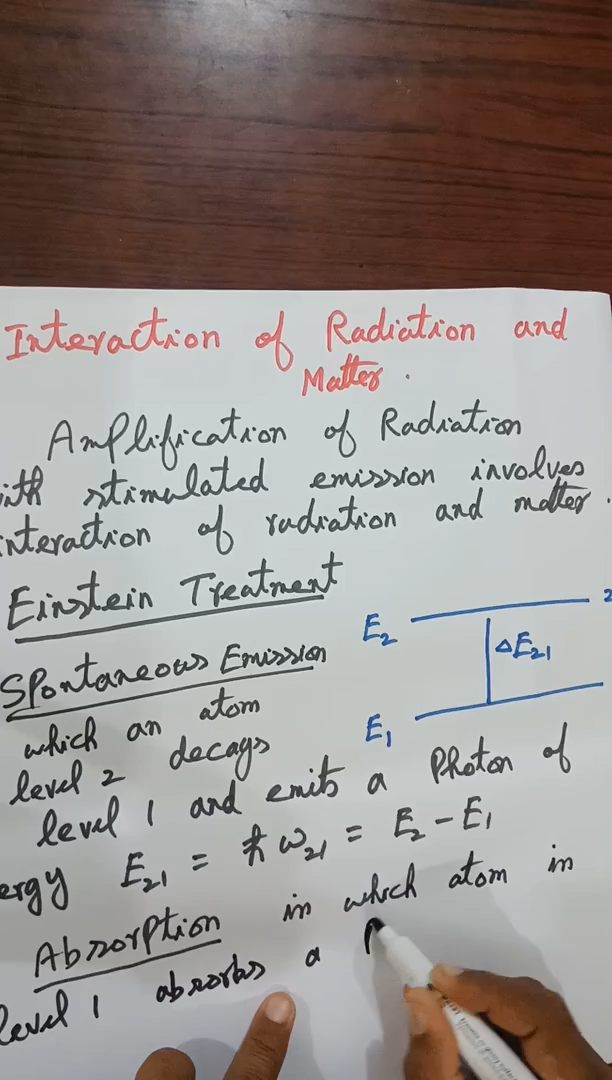 Interaction of Radiation and
Matter.
Amplification of Radiation
ith stimulated emission involves
interaction of radiation and matter.
Einstein Treatment
2
E₂
ΔE₂₁
E₁
Spontaneous Emission
which an atom
level 2 decays
level 1 and emits a Photon of
ergy E₂₁ = ħω₂₁ = E₂ - E₁
Absorption in which atom in
level 1 absorbs a